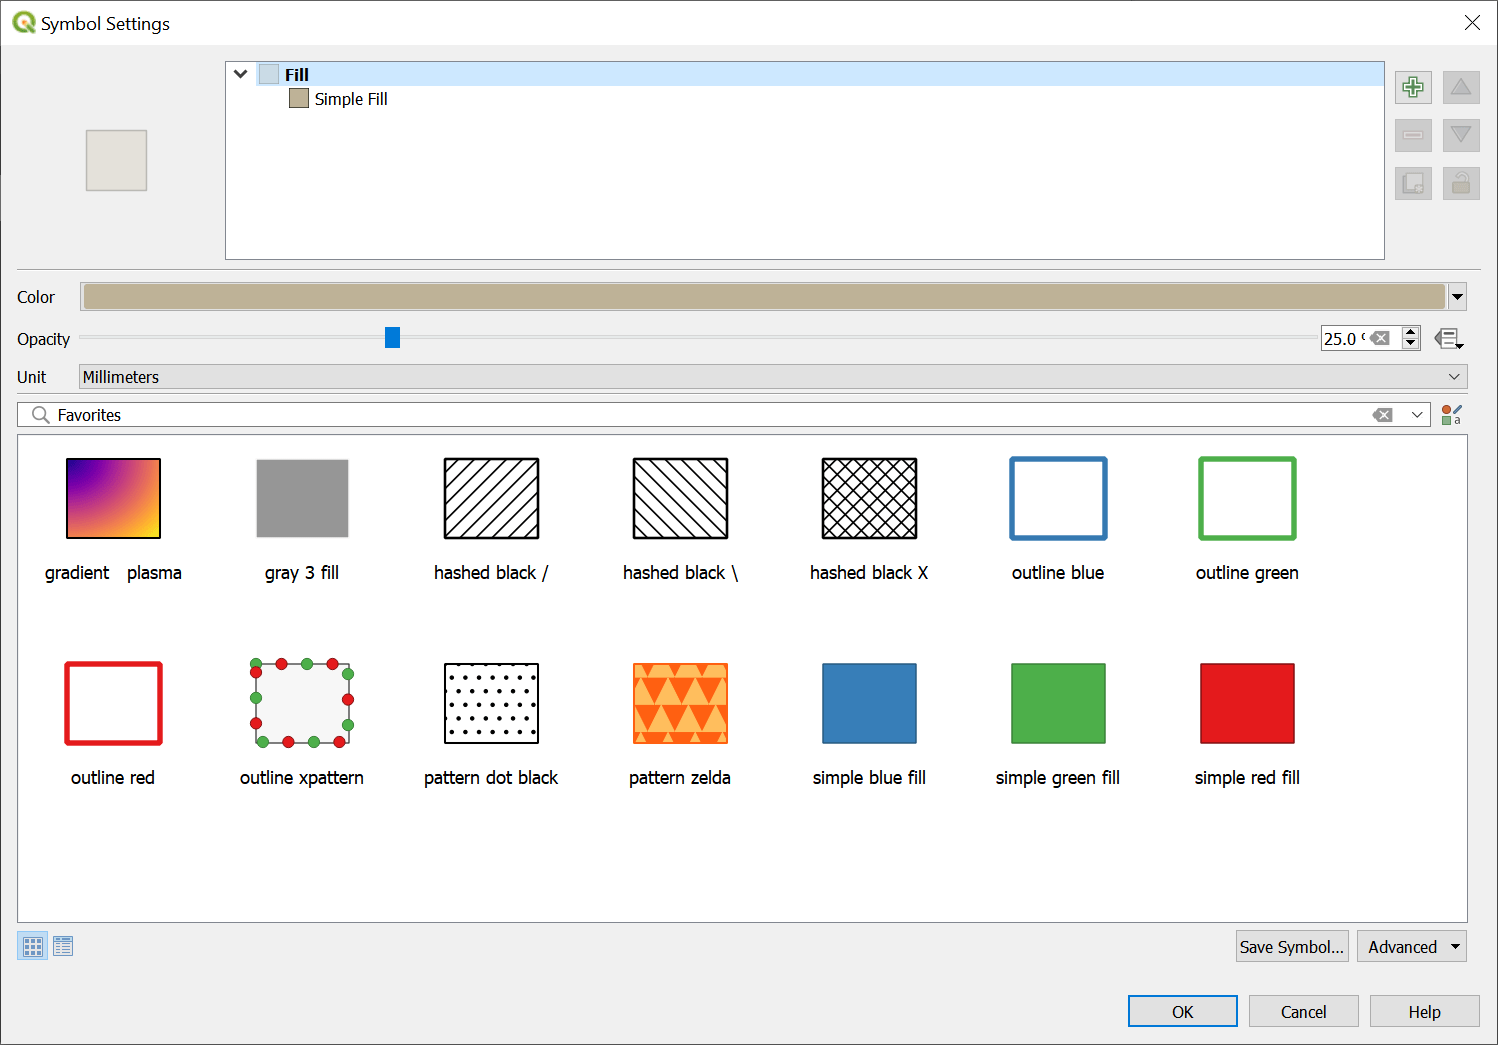 Symbol Settings
Fill
Simple Fill
Color
Opacity
25.0
Unit
Millimeters
Favorites
gradient plasma
gray 3 fill
hashed black /
hashed black \
hashed black X
outline blue
outline green
outline red
outline xpattern
pattern dot black
pattern zelda
simple blue fill
simple green fill
simple red fill
Save Symbol...
Advanced
OK
Cancel
Help